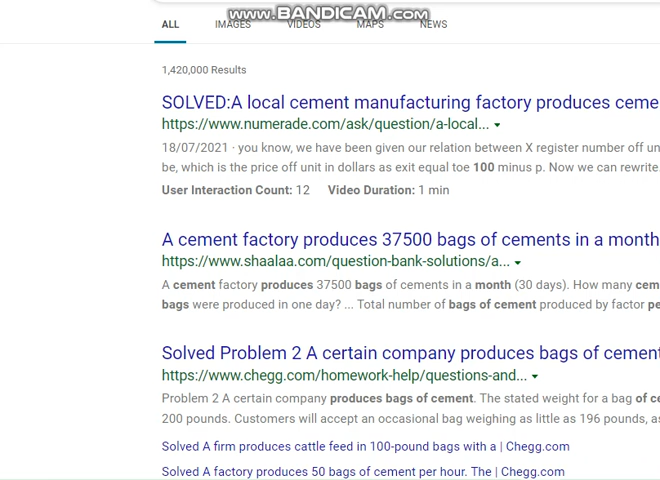 www.BANDICAM.com
ALL IMAGES VIDEOS MAPS NEWS
1,420,000 Results
SOLVED:A local cement manufacturing factory produces ceme
https://www.numerade.com/ask/question/a-local...
18/07/2021 · you know, we have been given our relation between X register number off un
be, which is the price off unit in dollars as exit equal toe 100 minus p. Now we can rewrite
User Interaction Count: 12 Video Duration: 1 min
A cement factory produces 37500 bags of cements in a month
https://www.shaalaa.com/question-bank-solutions/a...
A cement factory produces 37500 bags of cements in a month (30 days). How many cem
bags were produced in one day? ... Total number of bags of cement produced by factor pe
Solved Problem 2 A certain company produces bags of cement
https://www.chegg.com/homework-help/questions-and...
Problem 2 A certain company produces bags of cement. The stated weight for a bag of ce
200 pounds. Customers will accept an occasional bag weighing as little as 196 pounds, as
Solved A firm produces cattle feed in 100-pound bags with a | Chegg.com
Solved A factory produces 50 bags of cement per hour. The | Chegg.com